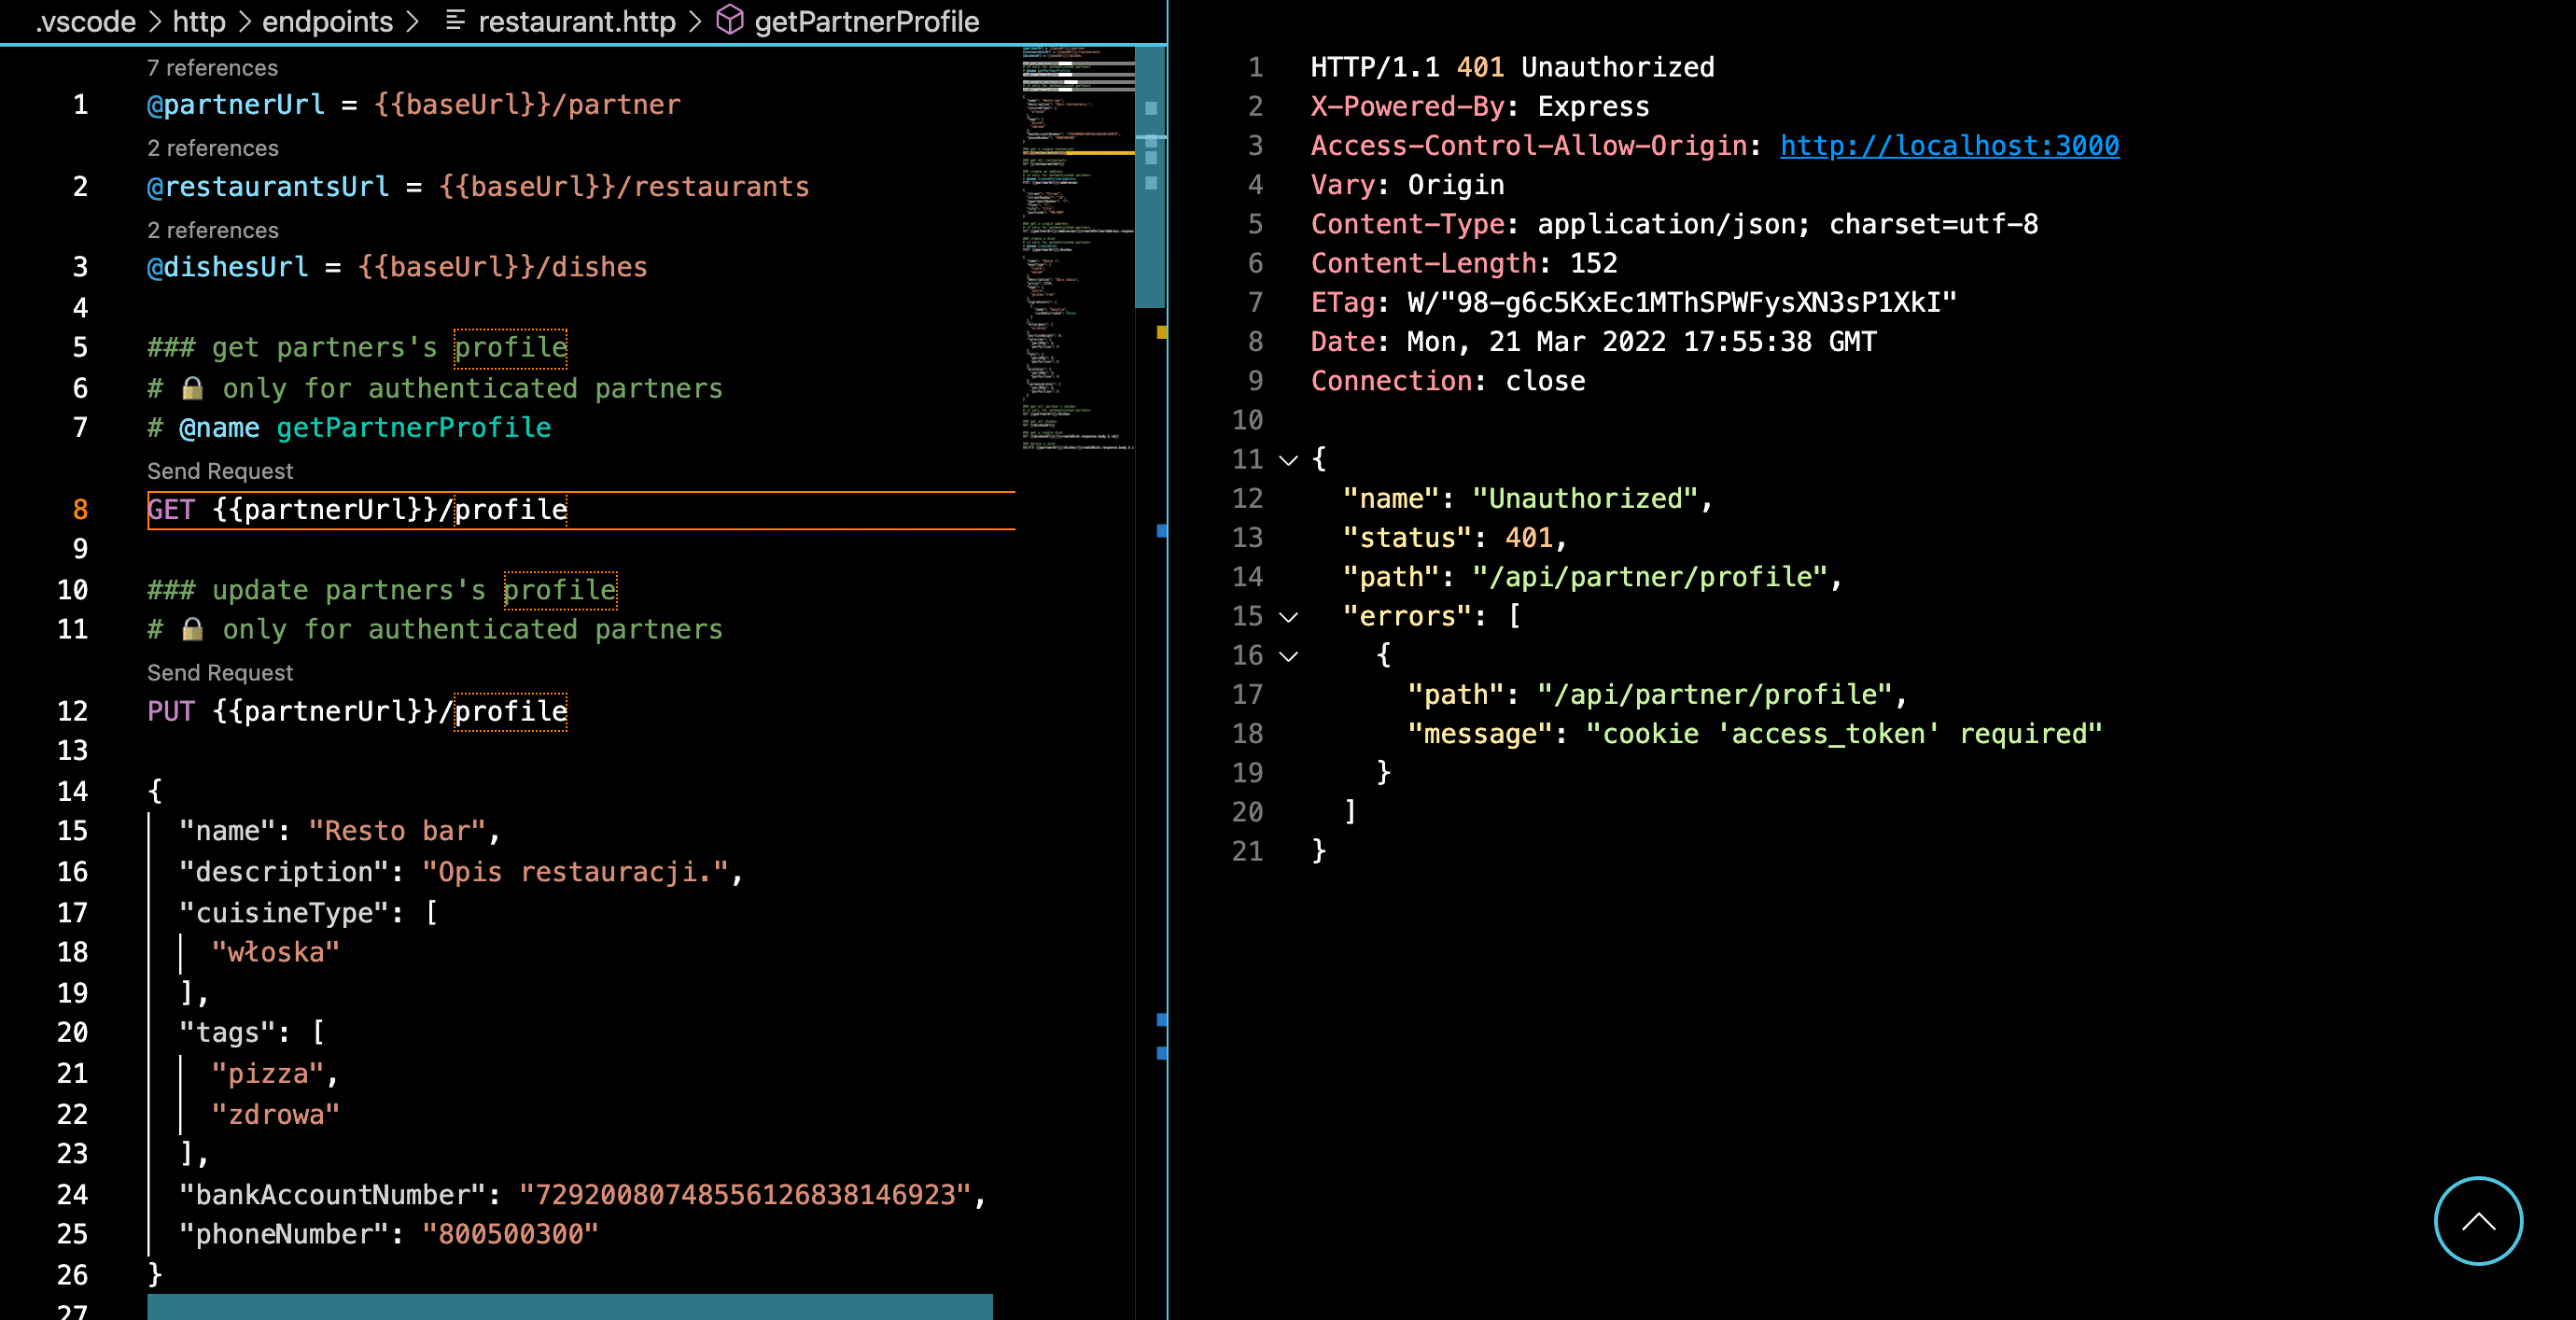 .vscode > http > endpoints > restaurant.http > getPartnerProfile
7 references
1 @partnerUrl = {{baseUrl}}/partner
2 references
2 @restaurantsUrl = {{baseUrl}}/restaurants
2 references
3 @dishesUrl = {{baseUrl}}/dishes
4
5 ### get partners's profile
6 # 🔒 only for authenticated partners
7 # @name getPartnerProfile
Send Request
8 GET {{partnerUrl}}/profile
9
10 ### update partners's profile
11 # 🔒 only for authenticated partners
Send Request
12 PUT {{partnerUrl}}/profile
13
14 {
15 "name": "Resto bar",
16 "description": "Opis restauracji.",
17 "cuisineType": [
18 "włoska"
19 ],
20 "tags": [
21 "pizza",
22 "zdrowa"
23 ],
24 "bankAccountNumber": "72920080748556126838146923",
25 "phoneNumber": "800500300"
26 }
27
1 HTTP/1.1 401 Unauthorized
2 X-Powered-By: Express
3 Access-Control-Allow-Origin: http://localhost:3000
4 Vary: Origin
5 Content-Type: application/json; charset=utf-8
6 Content-Length: 152
7 ETag: W/"98-g6c5KxEc1MThSPWFysXN3sP1XkI"
8 Date: Mon, 21 Mar 2022 17:55:38 GMT
9 Connection: close
10
11 {
12 "name": "Unauthorized",
13 "status": 401,
14 "path": "/api/partner/profile",
15 "errors": [
16 {
17 "path": "/api/partner/profile",
18 "message": "cookie 'access_token' required"
19 }
20 ]
21 }